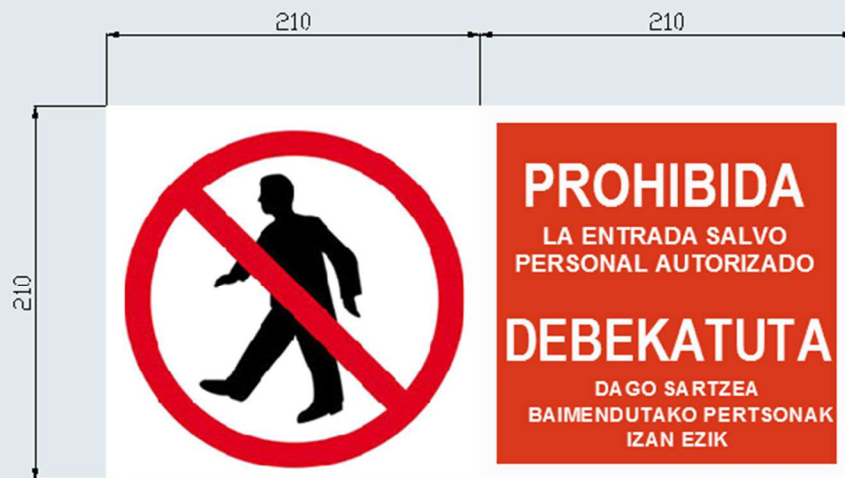 210
210
210
PROHIBIDA
LA ENTRADA SALVO
PERSONAL AUTORIZADO
DEBEKATUTA
DAGO SARTZEA
BAIMENDUTAKO PERTSONAK
IZAN EZIK